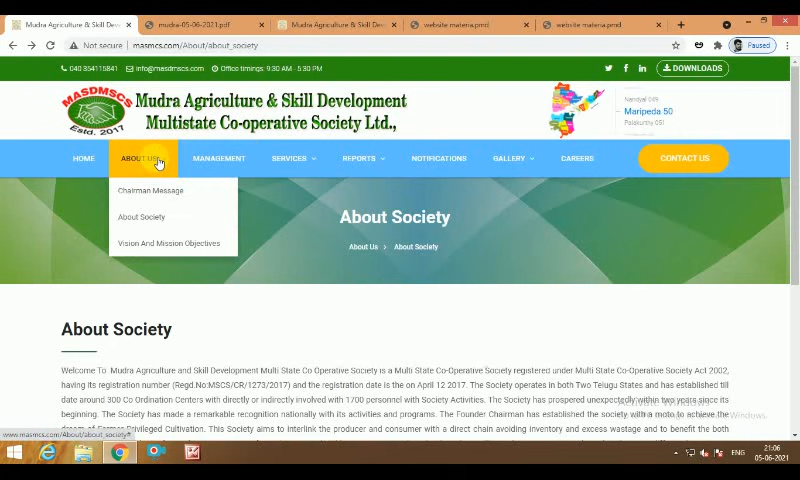 Mudra Agriculture & Skill Deve
mudra-05-06-2021.pdf
Mudra Agriculture & Skill Dev
website materia.pmd
website materia.pmd
Not secure | masmcs.com/About/about_society
Paused
040 354115841 info@masdmscs.com Office timings: 9:30 AM - 5:30 PM
DOWNLOADS
MASDMSCS
Estd. 2017
Mudra Agriculture & Skill Development
Multistate Co-operative Society Ltd.,
Nandyal 049
Maripeda 50
Palakurthy 051
HOME ABOUT US MANAGEMENT SERVICES REPORTS NOTIFICATIONS GALLERY CAREERS CONTACT US
Chairman Message
About Society
Vision And Mission Objectives
About Society
About Us > About Society
About Society
Welcome To Mudra Agriculture and Skill Development Multi State Co Operative Society is a Multi State Co-Operative Society registered under Multi State Co-Operative Society Act 2002,
having its registration number (Regd.No:MSCS/CR/1273/2017) and the registration date is the on April 12 2017. The Society operates in both Two Telugu States and has established till
date around 300 Co Ordination Centers with directly or indirectly involved with 1700 personnel with Society Activities. The Society has prospered unexpectedly within two years since its
beginning. The Society has made a remarkable recognition nationally with its activities and programs. The Founder Chairman has established the society with a moto to achieve the
dream of Former Privileged Cultivation. This Society aims to interlink the producer and consumer with a direct chain avoiding inventory and excess wastage and to benefit the both
Activate Windows
www.masmcs.com/About/about_society#
ENG
21:06
05-06-2021